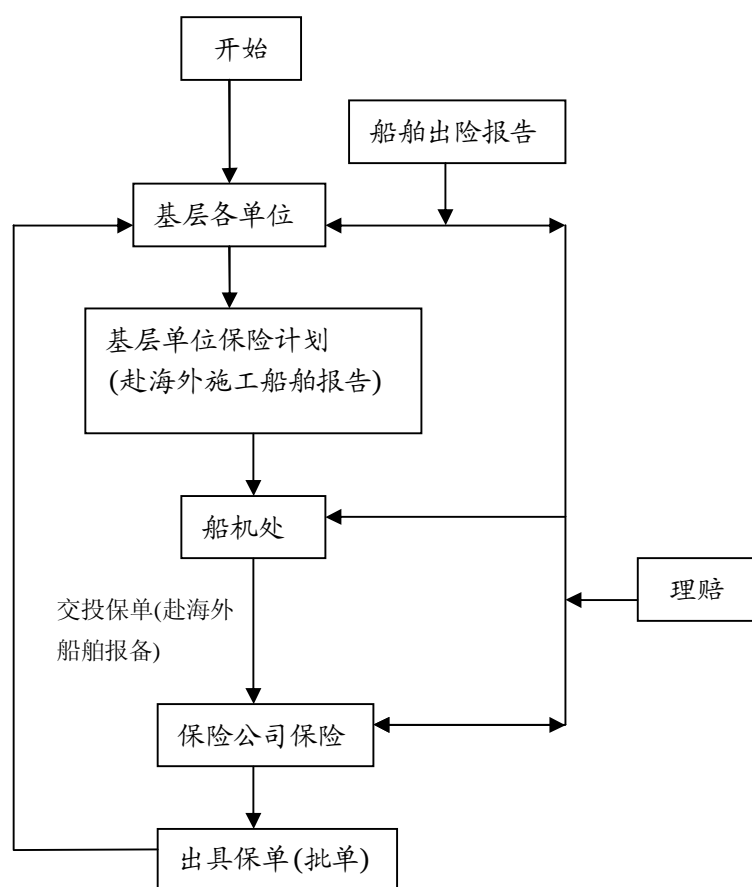 开始
船舶出险报告
基层各单位
基层单位保险计划
(赴海外施工船舶报告)
船机处
理赔
交投保单(赴海外
船舶报备)
保险公司保险
出具保单(批单)